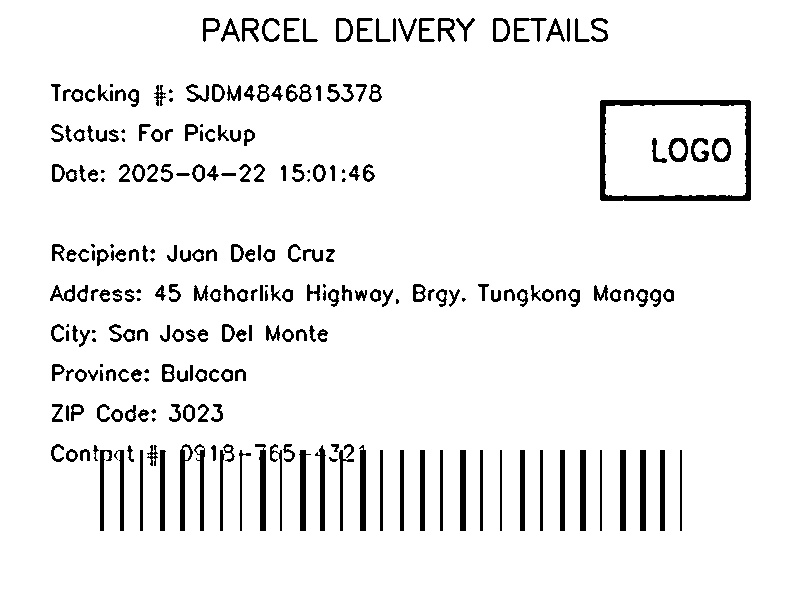 PARCEL DELIVERY DETAILS
Tracking #: SJDM4846815378
Status: For Pickup
LOGO
Date: 2025-04-22 15:01:46
Recipient: Juan Dela Cruz
Address: 45 Maharlika Highway, Brgy. Tungkong Mangga
City: San Jose Del Monte
Province: Bulacan
ZIP Code: 3023
Contact #: 0918-765-4321